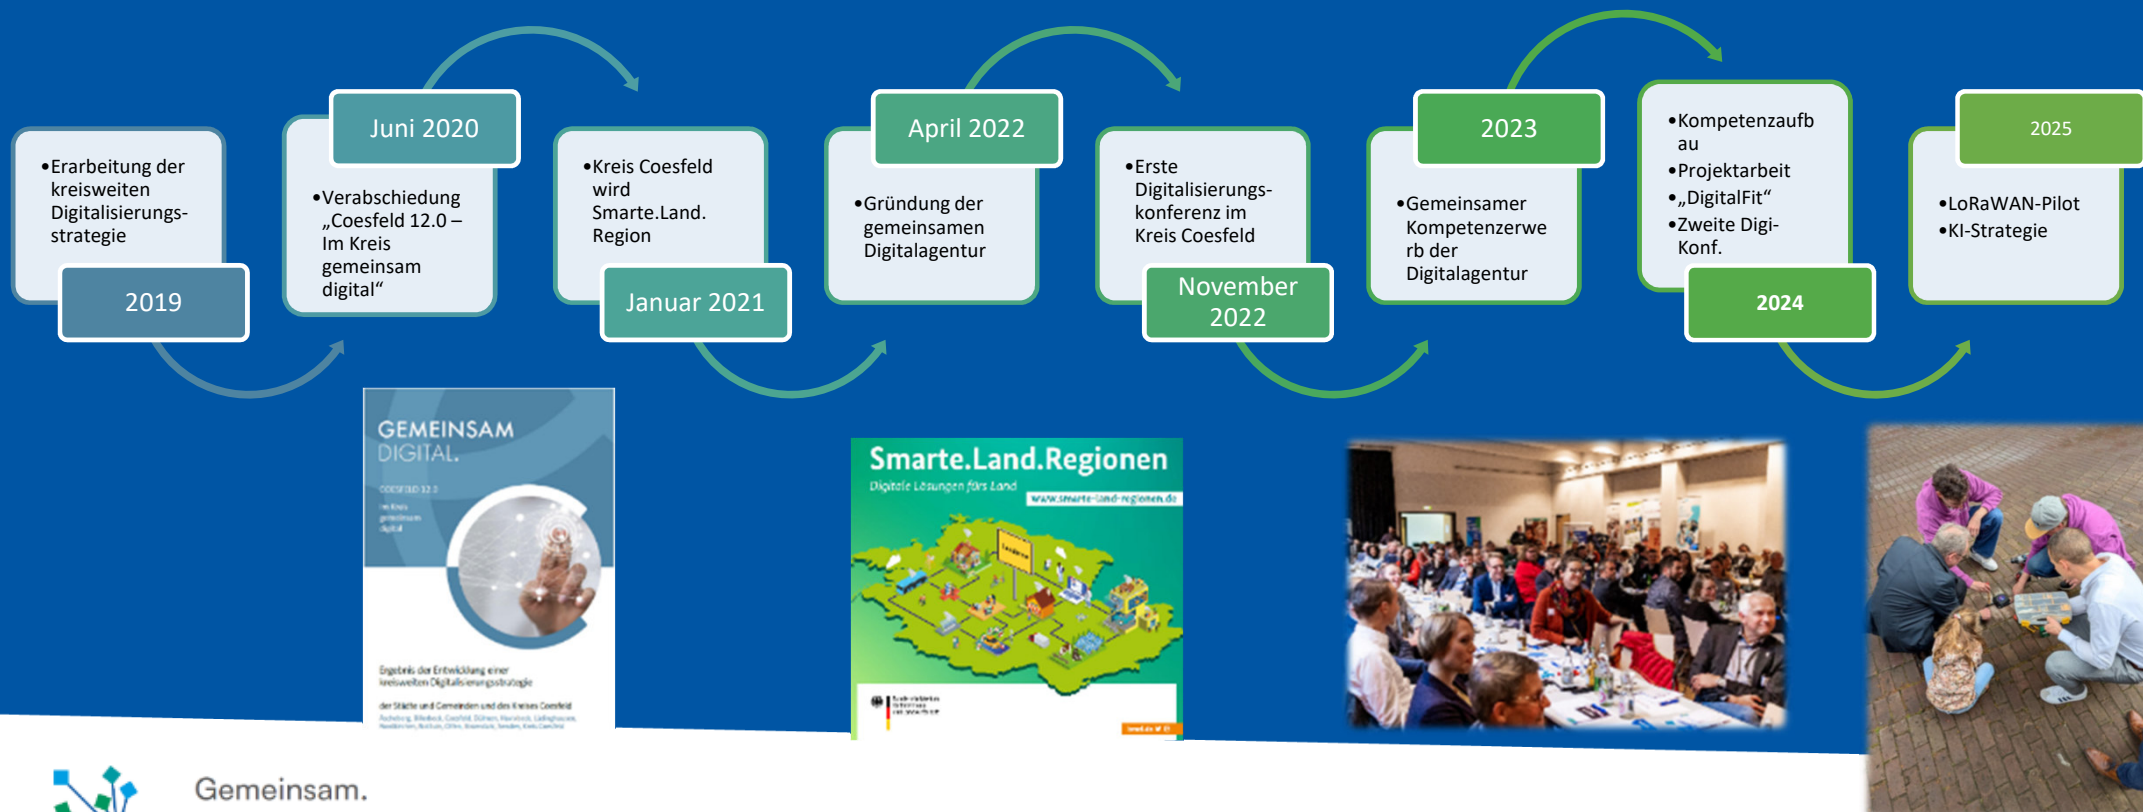 •Erarbeitung der
kreisweiten
Digitalisierungs-
strategie
2019
Juni 2020
•Verabschiedung
„Coesfeld 12.0 –
Im Kreis
gemeinsam
digital“
•Kreis Coesfeld
wird
Smarte.Land.
Region
Januar 2021
April 2022
•Gründung der
gemeinsamen
Digitalagentur
•Erste
Digitalisierungs-
konferenz im
Kreis Coesfeld
November
2022
2023
•Gemeinsamer
Kompetenzerwe
rb der
Digitalagentur
•Kompetenzaufb
au
•Projektarbeit
•„DigitalFit“
•Zweite Digi-
Konf.
2024
2025
•LoRaWAN-Pilot
•KI-Strategie
GEMEINSAM
DIGITAL.
COESFELD 12.0
Im Kreis
gemeinsam
digital
Ergebnis der Entwicklung einer
kreisweiten Digitalisierungsstrategie
der Städte und Gemeinden und des Kreises Coesfeld
Smarte.Land.Regionen
Digitale Lösungen fürs Land
www.smarte-land-regionen.de
Gemeinsam.